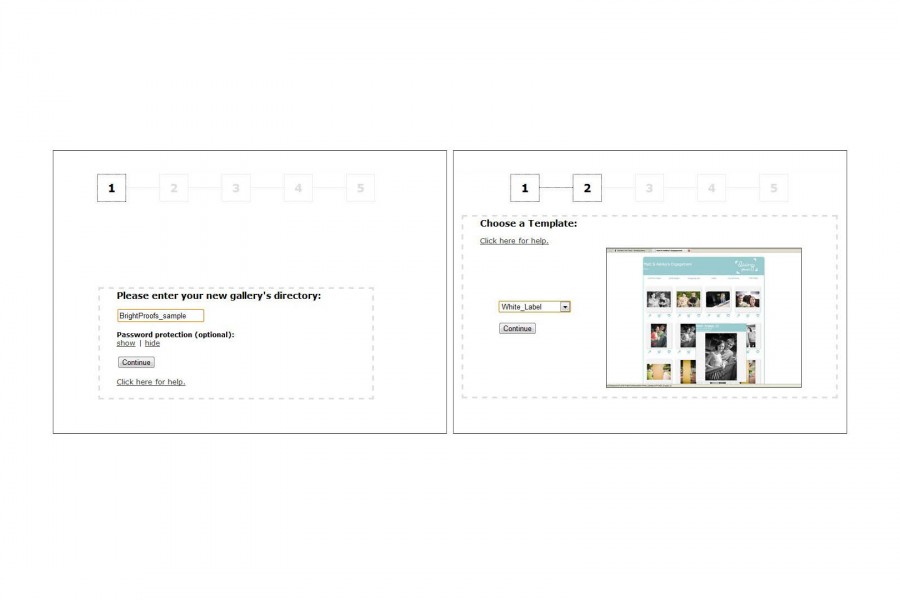 1 2 3 4 5
Please enter your new gallery's directory:
BrightProofs_sample
Password protection (optional):
show | hide
Continue
Click here for help.
1 2 3 4 5
Choose a Template:
Click here for help.
White_Label
Continue